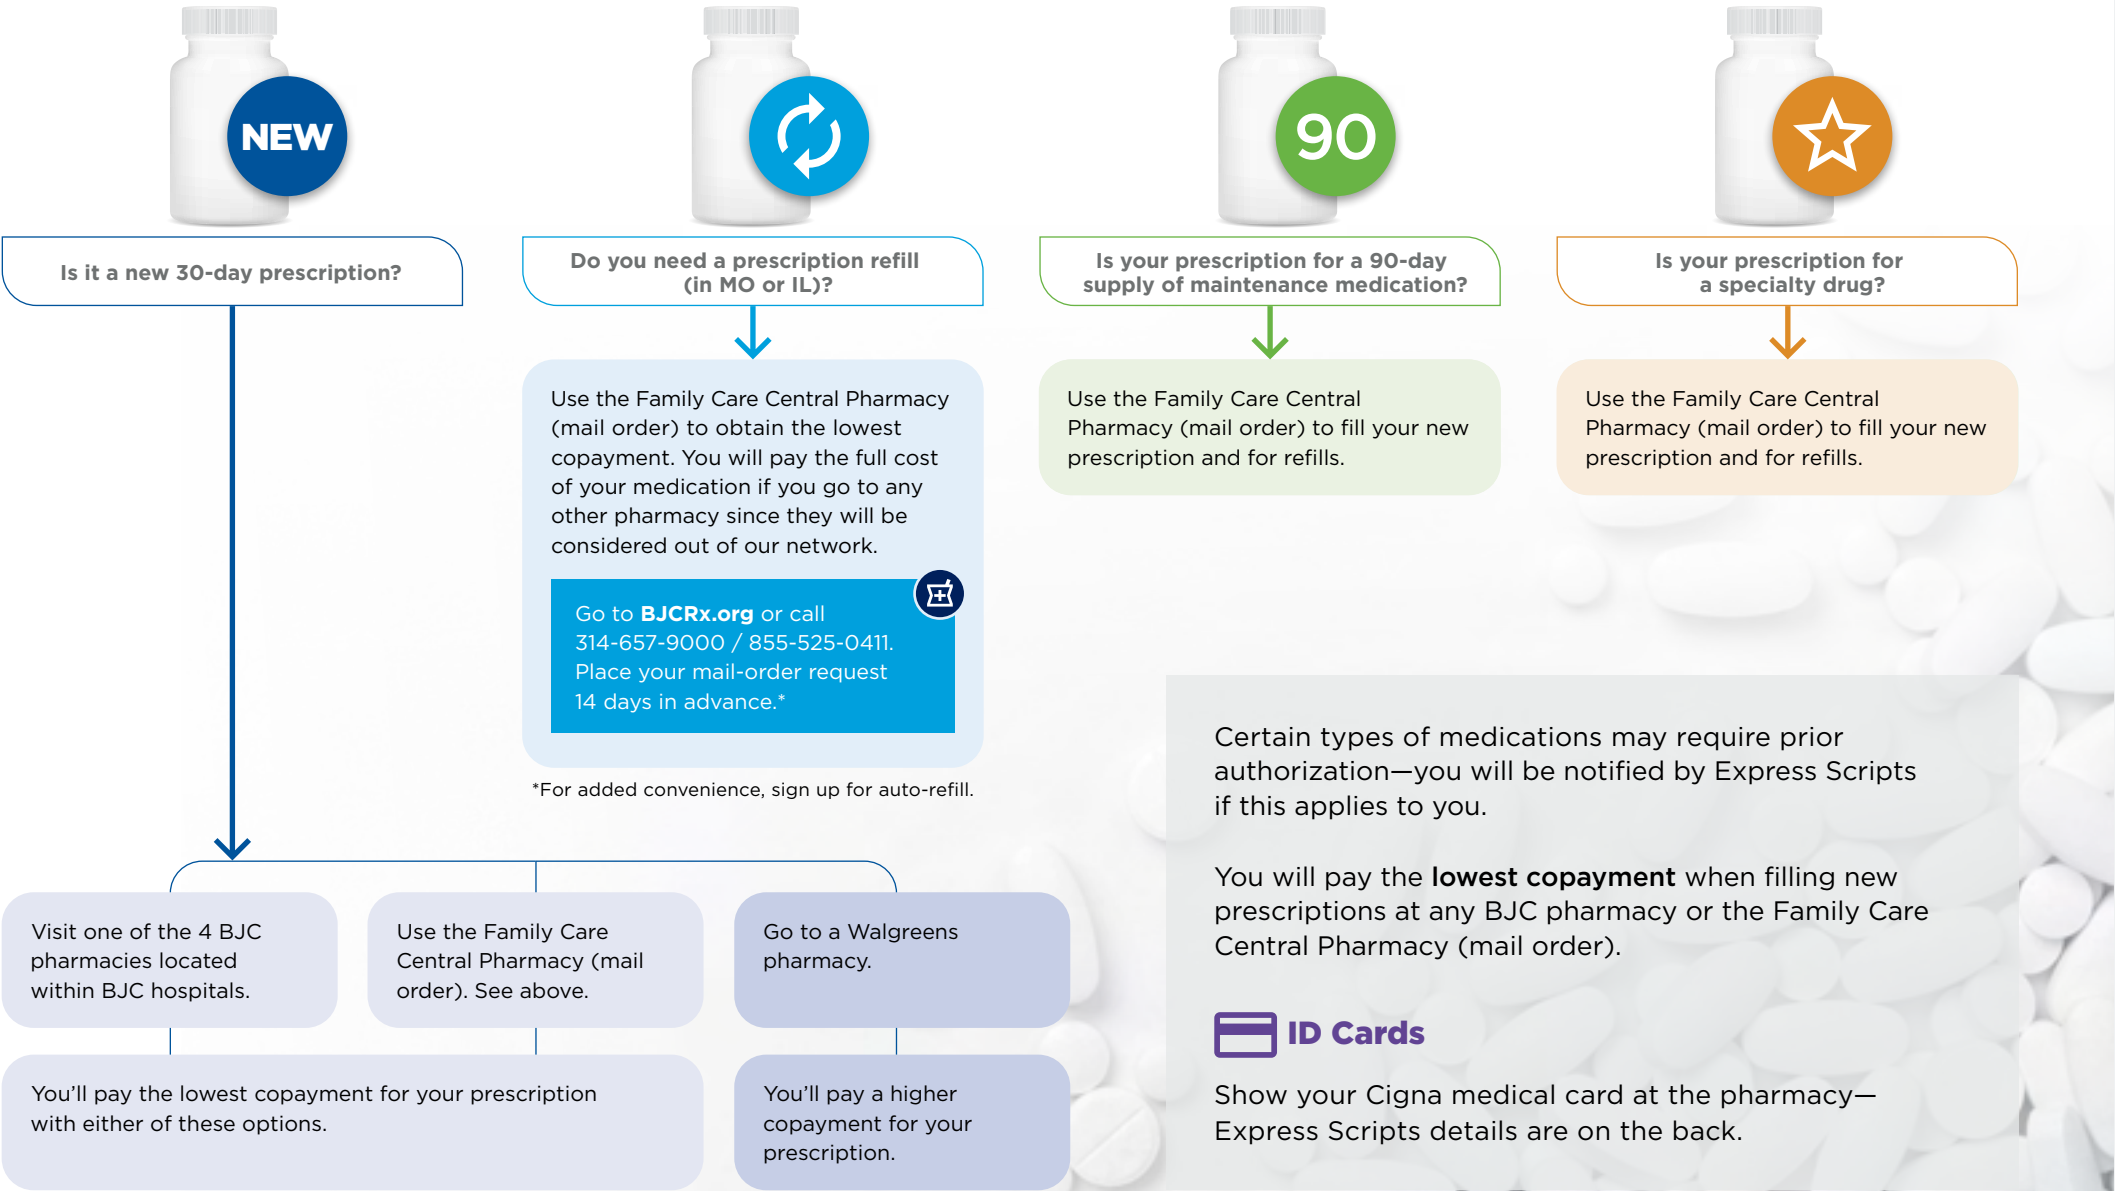 NEW
90
Is it a new 30-day prescription?
Do you need a prescription refill
(in MO or IL)?
Use the Family Care Central Pharmacy
(mail order) to obtain the lowest
copayment. You will pay the full cost
of your medication if you go to any
other pharmacy since they will be
considered out of our network.
Go to BJCRx.org or call
314-657-9000 / 855-525-0411.
Place your mail-order request
14 days in advance.*
*For added convenience, sign up for auto-refill.
Is your prescription for a 90-day
supply of maintenance medication?
Use the Family Care Central
Pharmacy (mail order) to fill your new
prescription and for refills.
Is your prescription for
a specialty drug?
Use the Family Care Central
Pharmacy (mail order) to fill your new
prescription and for refills.
Visit one of the 4 BJC
pharmacies located
within BJC hospitals.
Use the Family Care
Central Pharmacy (mail
order). See above.
Go to a Walgreens
pharmacy.
You'll pay the lowest copayment for your prescription
with either of these options.
You'll pay a higher
copayment for your
prescription.
Certain types of medications may require prior
authorization—you will be notified by Express Scripts
if this applies to you.
You will pay the lowest copayment when filling new
prescriptions at any BJC pharmacy or the Family Care
Central Pharmacy (mail order).
ID Cards
Show your Cigna medical card at the pharmacy—
Express Scripts details are on the back.